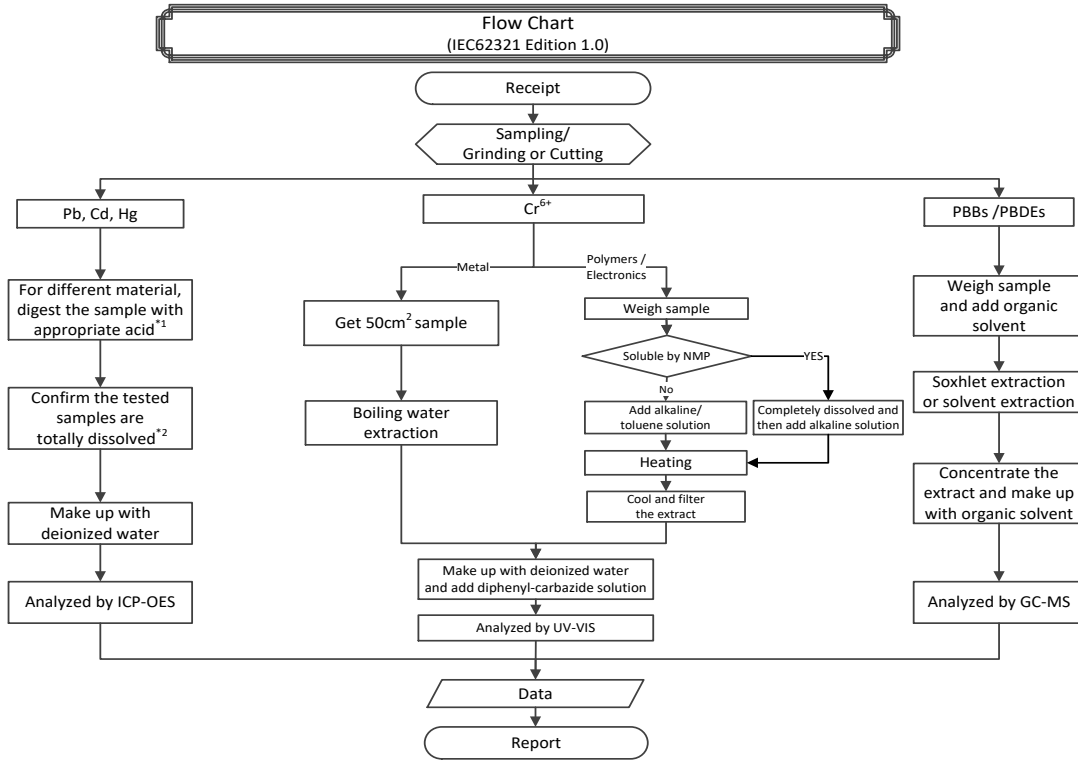 Flow Chart
(IEC62321 Edition 1.0)
Receipt
Sampling/
Grinding or Cutting
Pb, Cd, Hg
For different material,
digest the sample with
appropriate acid*1
Confirm the tested
samples are
totally dissolved*2
Make up with
deionized water
Analyzed by ICP-OES
Cr6+
Metal
Get 50cm2 sample
Boiling water
extraction
Polymers /
Electronics
Weigh sample
Soluble by NMP
YES
No
Add alkaline/
toluene solution
Completely dissolved and
then add alkaline solution
Heating
Cool and filter
the extract
Make up with deionized water
and add diphenyl-carbazide solution
Analyzed by UV-VIS
PBBs /PBDEs
Weigh sample
and add organic
solvent
Soxhlet extraction
or solvent extraction
Concentrate the
extract and make up
with organic solvent
Analyzed by GC-MS
Data
Report